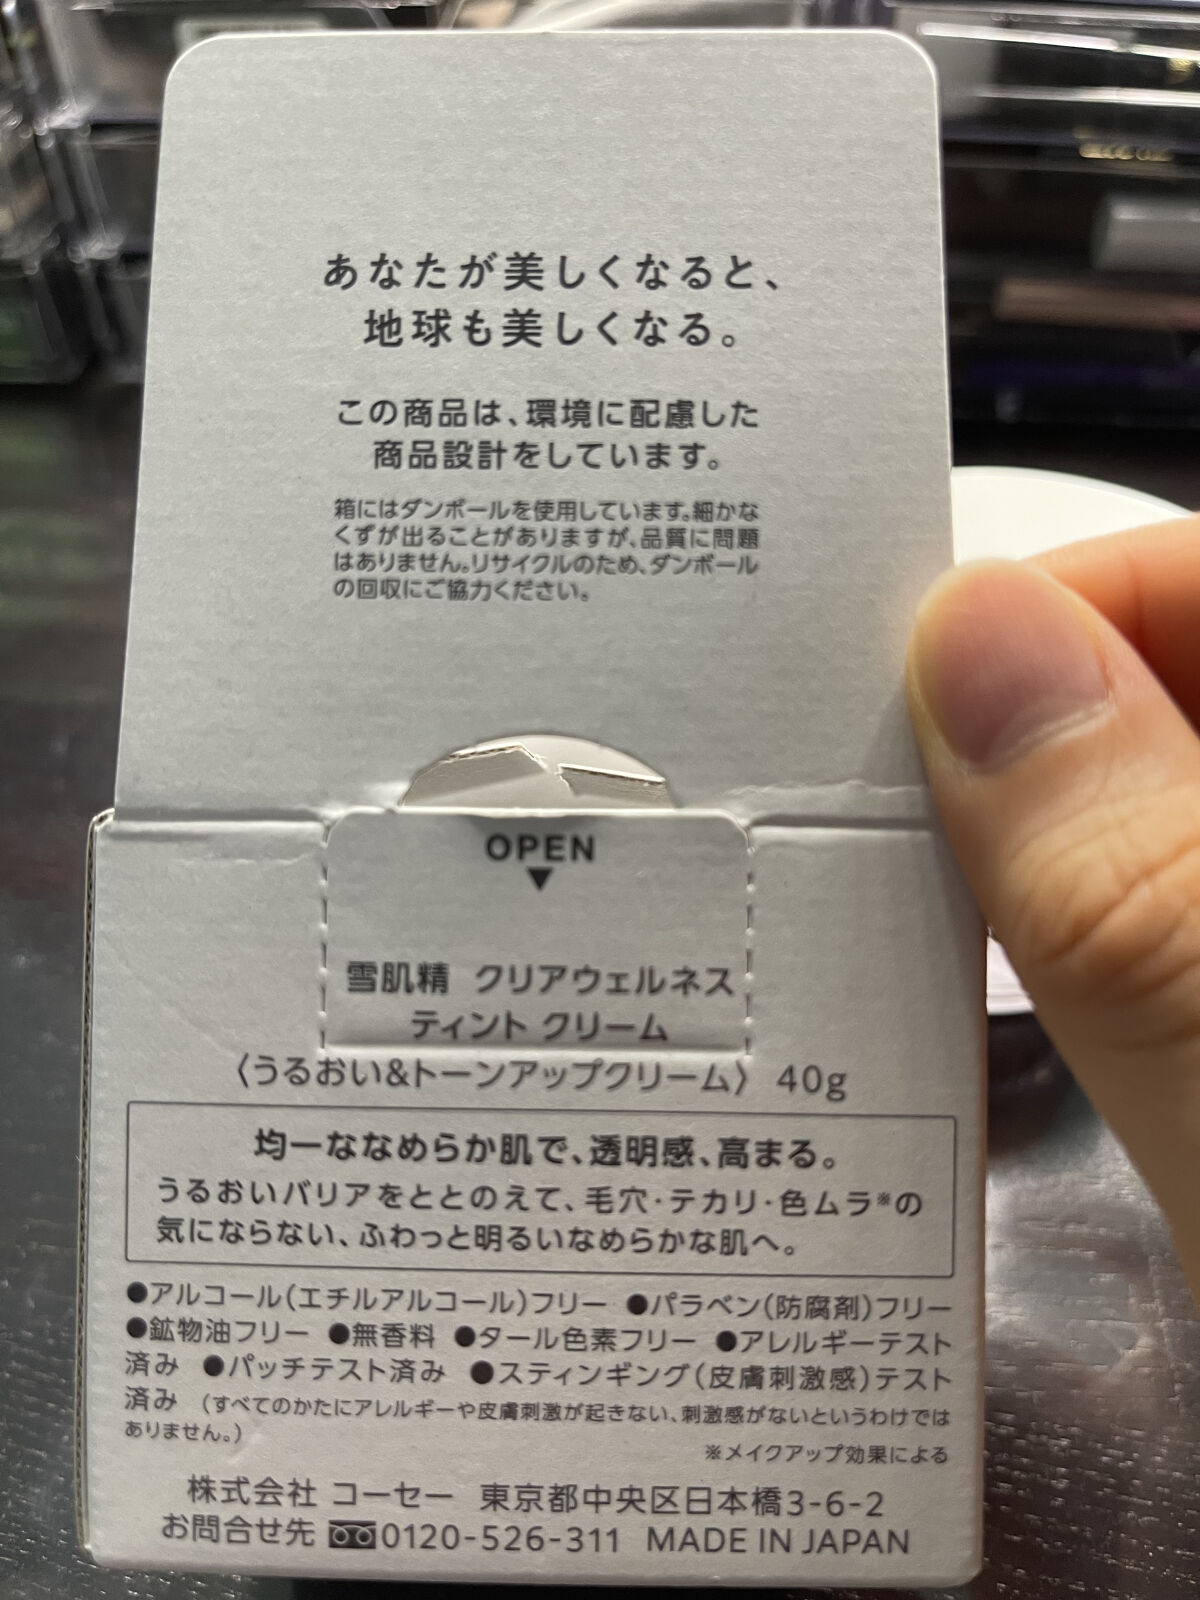 あなたが美しくなると、
地球も美しくなる。
この商品は、環境に配慮した
商品設計をしています。
箱にはダンボールを使用しています。細かな
くずが出ることがありますが、品質に問題
はありません。リサイクルのため、ダンボール
の回収にご協力ください。
OPEN
▼
雪肌精 クリアウェルネス
ティント クリーム
〈うるおい&トーンアップクリーム〉 40g
均一ななめらか肌で、透明感、高まる。
うるおいバリアをととのえて、毛穴・テカリ・色ムラ※の
気にならない、ふわっと明るいなめらかな肌へ。
●アルコール(エチルアルコール)フリー ●パラベン(防腐剤)フリー
●鉱物油フリー ●無香料 ●タール色素フリー ●アレルギーテスト
済み ●パッチテスト済み ●スティンギング(皮膚刺激感)テスト
済み (すべてのかたにアレルギーや皮膚刺激が起きない、刺激感がないというわけでは
ありません。)
※メイクアップ効果による
株式会社 コーセー 東京都中央区日本橋3-6-2
お問合せ先 0120-526-311 MADE IN JAPAN